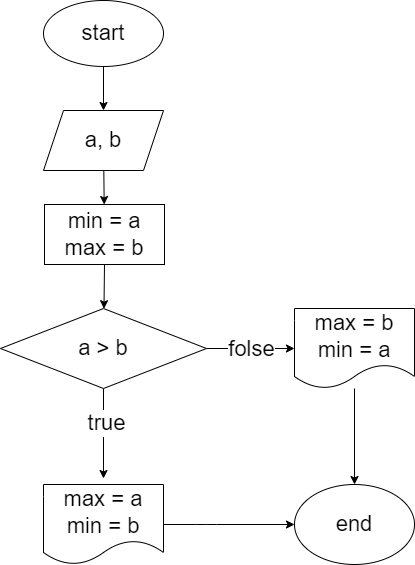 start
a, b
min = a
max = b
a > b
folse
max = b
min = a
true
max = a
min = b
end